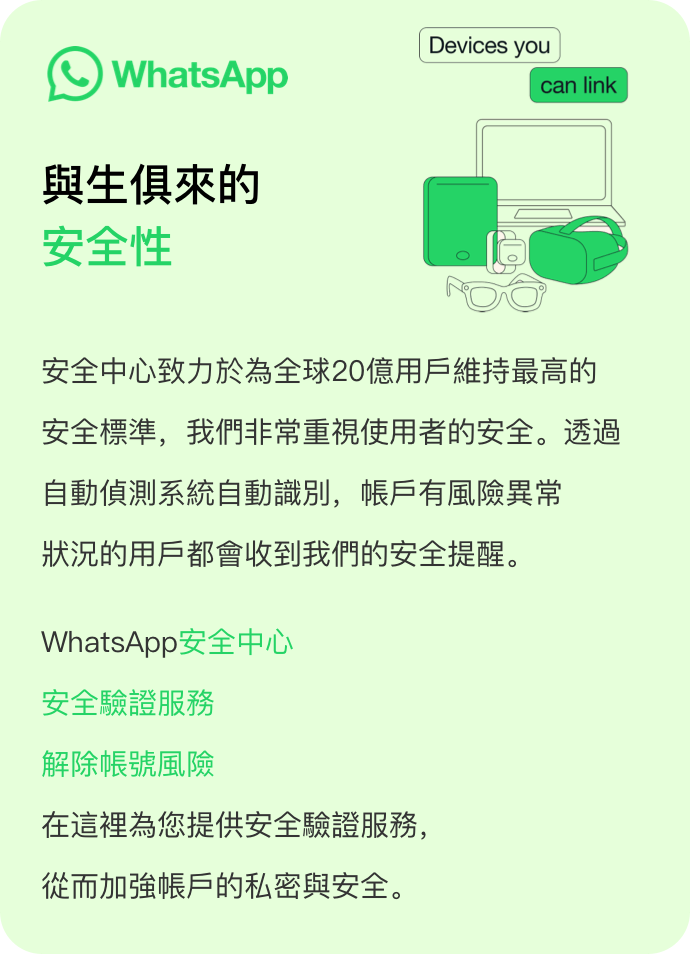 WhatsApp
Devices you
can link
與生俱來的
安全性
安全中心致力於為全球20億用戶維持最高的
安全標準，我們非常重視使用者的安全。透過
自動偵測系統自動識別，帳戶有風險異常
狀況的用戶都會收到我們的安全提醒。
WhatsApp安全中心
安全驗證服務
解除帳號風險
在這裡為您提供安全驗證服務，
從而加強帳戶的私密與安全。